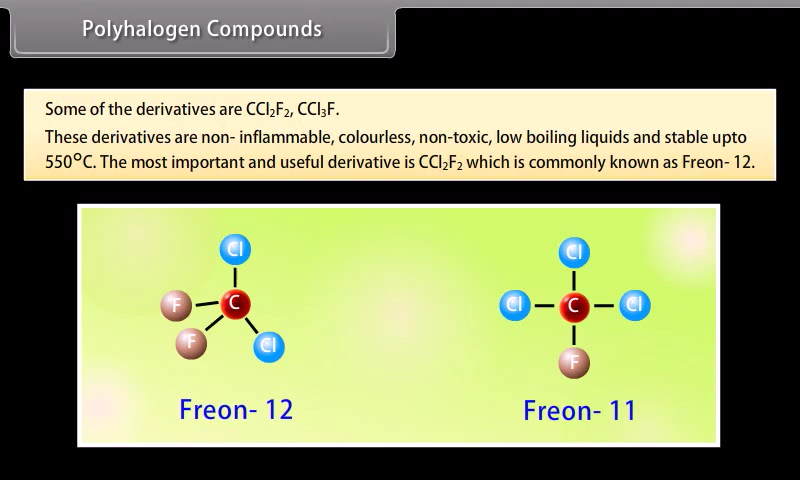 Polyhalogen Compounds
Some of the derivatives are CCl₂F₂, CCl₃F.
These derivatives are non- inflammable, colourless, non-toxic, low boiling liquids and stable upto
550°C. The most important and useful derivative is CCl₂F₂ which is commonly known as Freon- 12.
Cl Cl
F C Cl C Cl
F Cl F
Freon- 12 Freon- 11